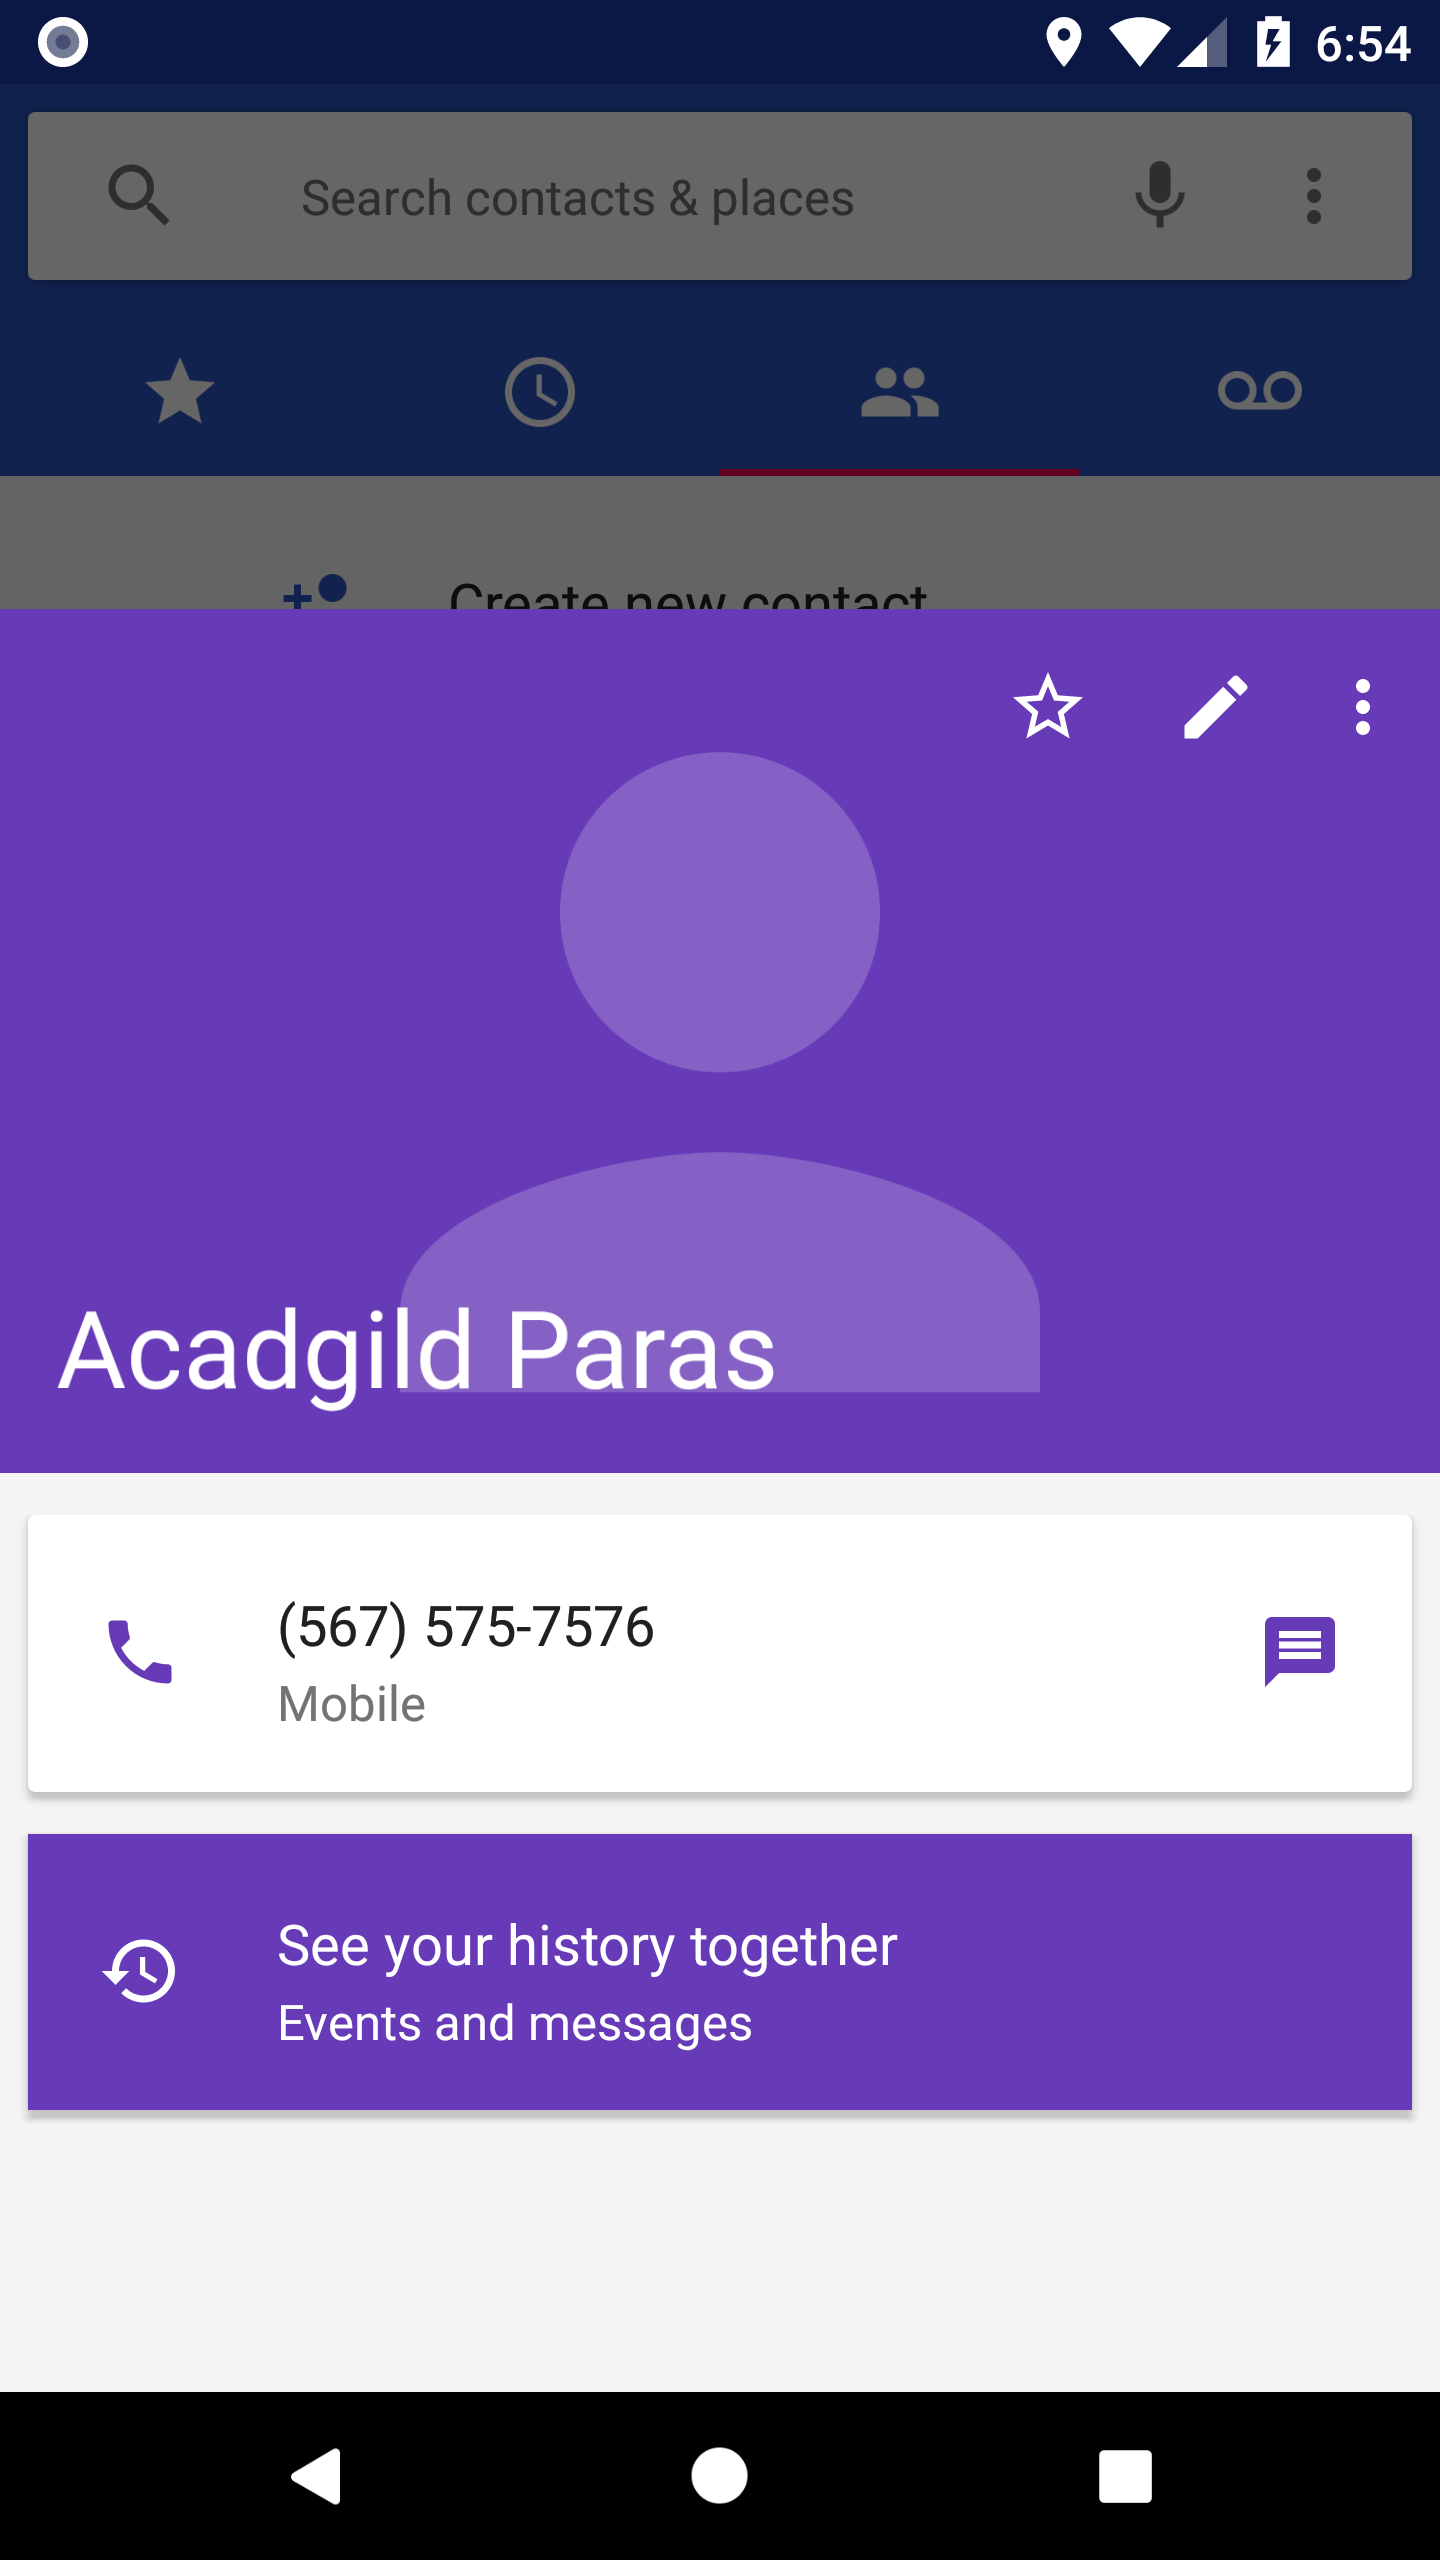 6:54
Search contacts & places
Create new contact
Acadgild Paras
(567) 575-7576
Mobile
See your history together
Events and messages